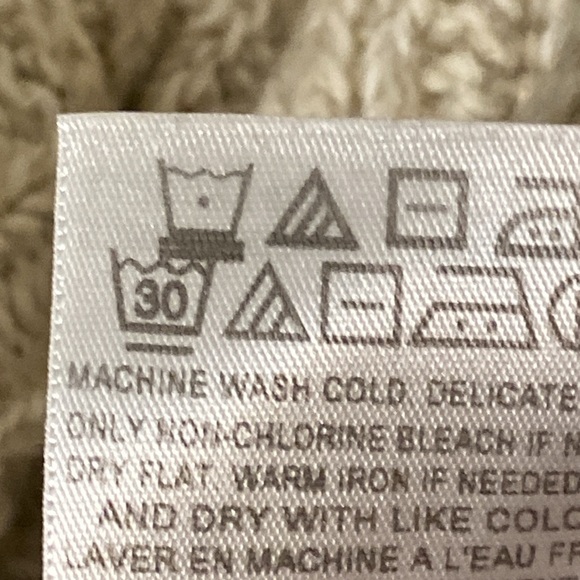 30
MACHINE WASH COLD, DELICATE
ONLY NON-CHLORINE BLEACH IF N
DRY FLAT. WARM IRON IF NEEDED
AND DRY WITH LIKE COLO
LAVER EN MACHINE A L'EAU FR